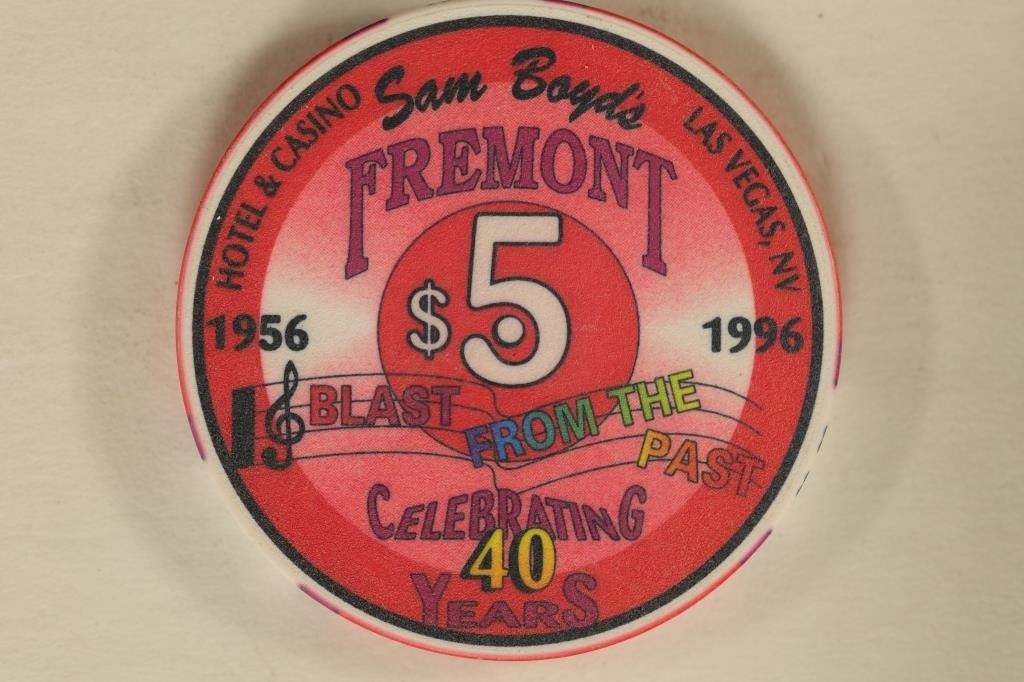 Sam Boyd's
HOTEL & CASINO
LAS VEGAS, NV
FREMONT
$5
1956
1996
BLAST FROM THE PAST
CELEBRATING
40
YEARS